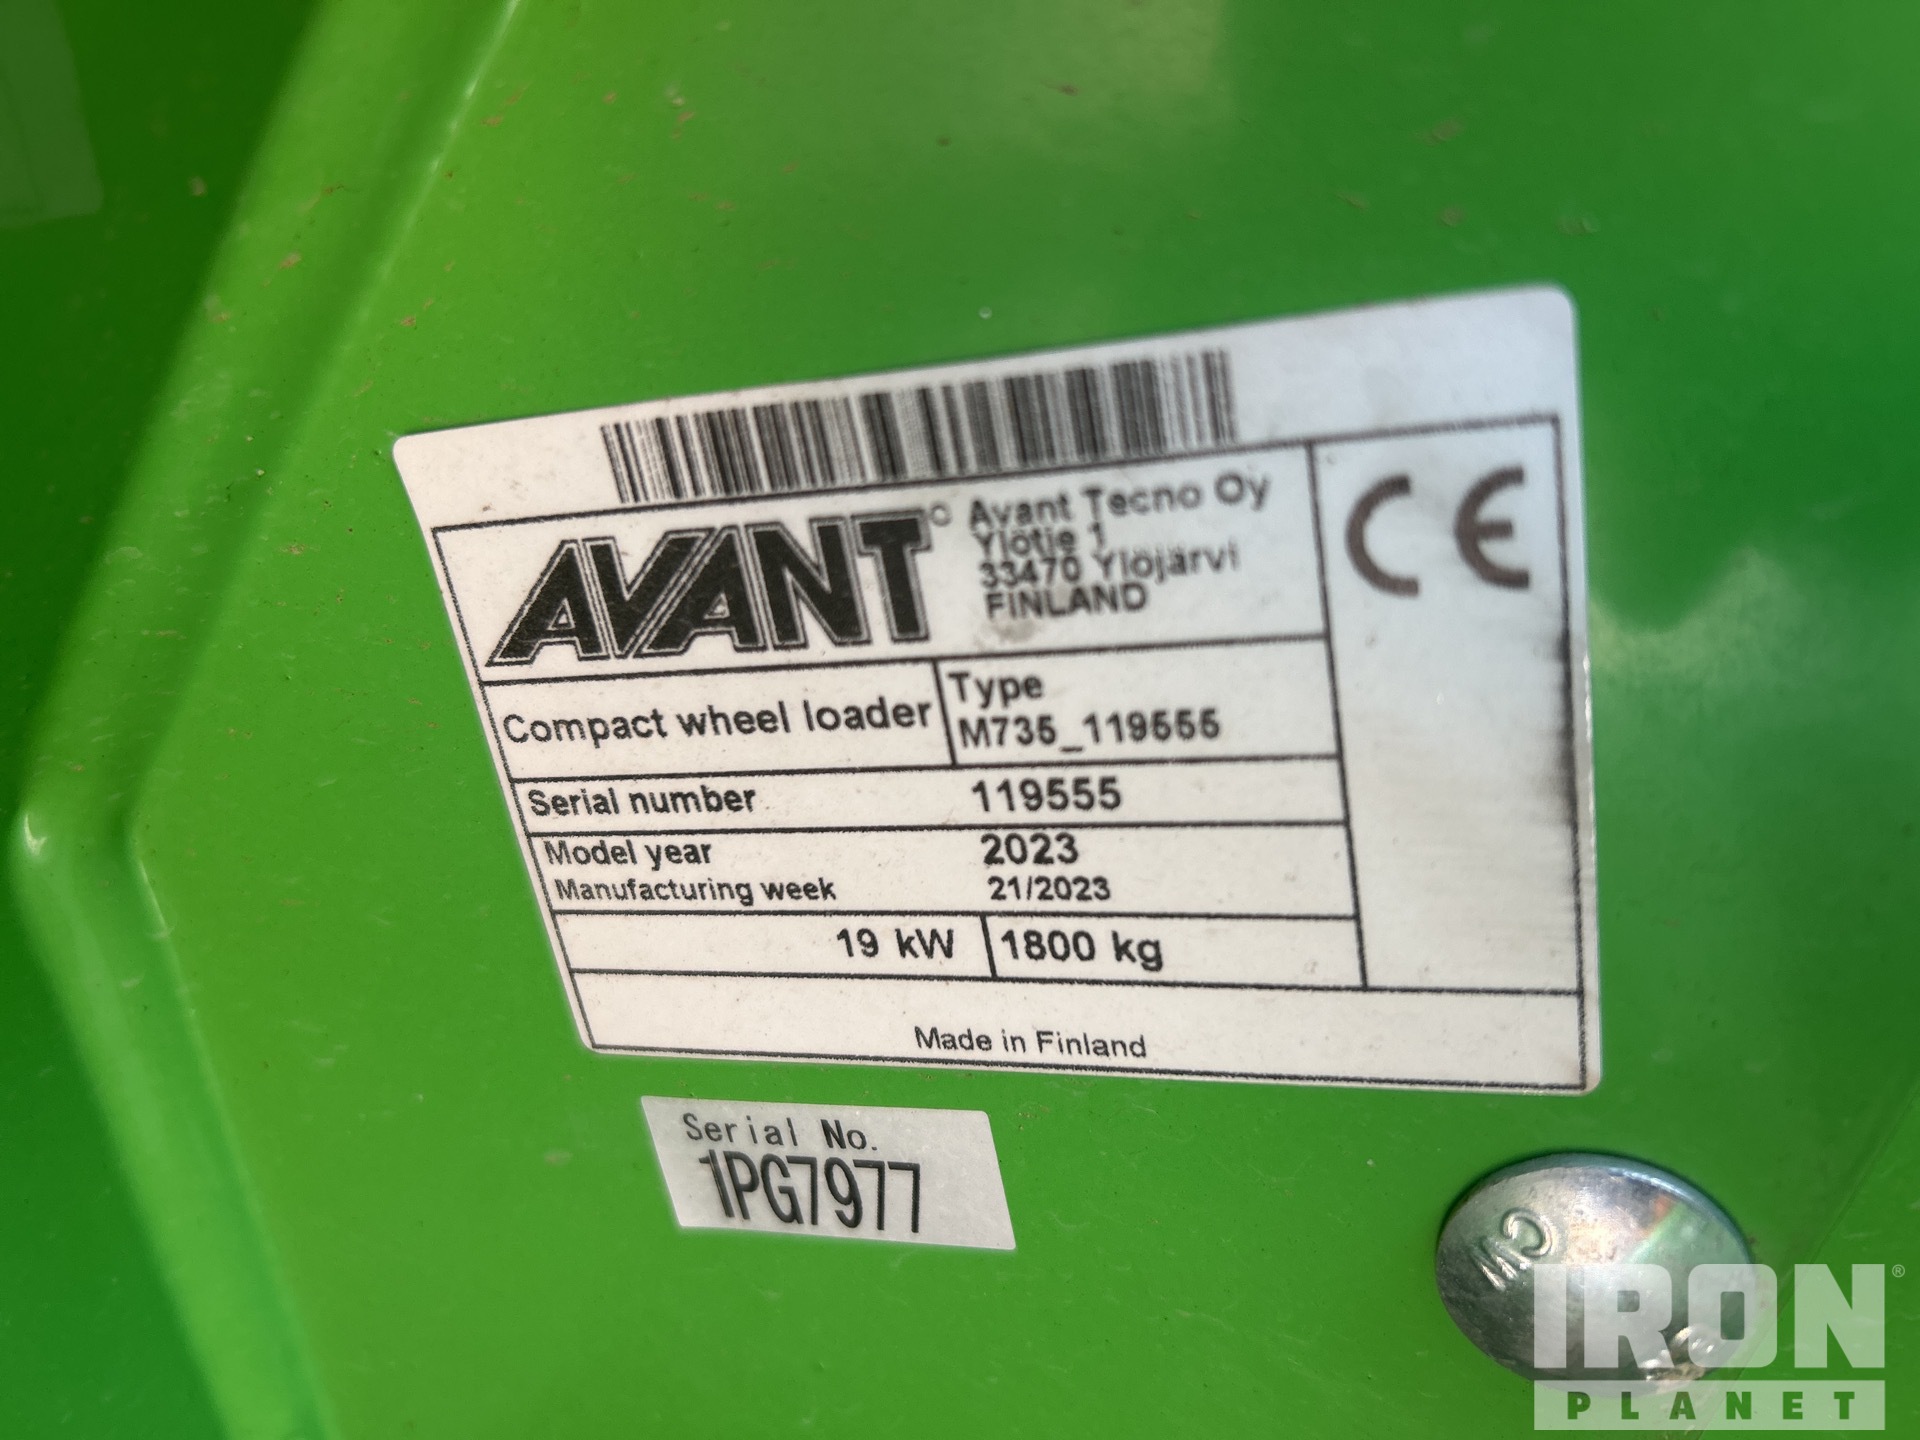 AVANT ©
Avant Tecno Oy
Ylötie 1
33470 Ylöjärvi
FINLAND
CE
Compact wheel loader
Type
M735_119555
Serial number 119555
Model year 2023
Manufacturing week 21/2023
19 kW 1800 kg
Made in Finland
Serial No.
1PG7977
CW
IRON®
PLANET